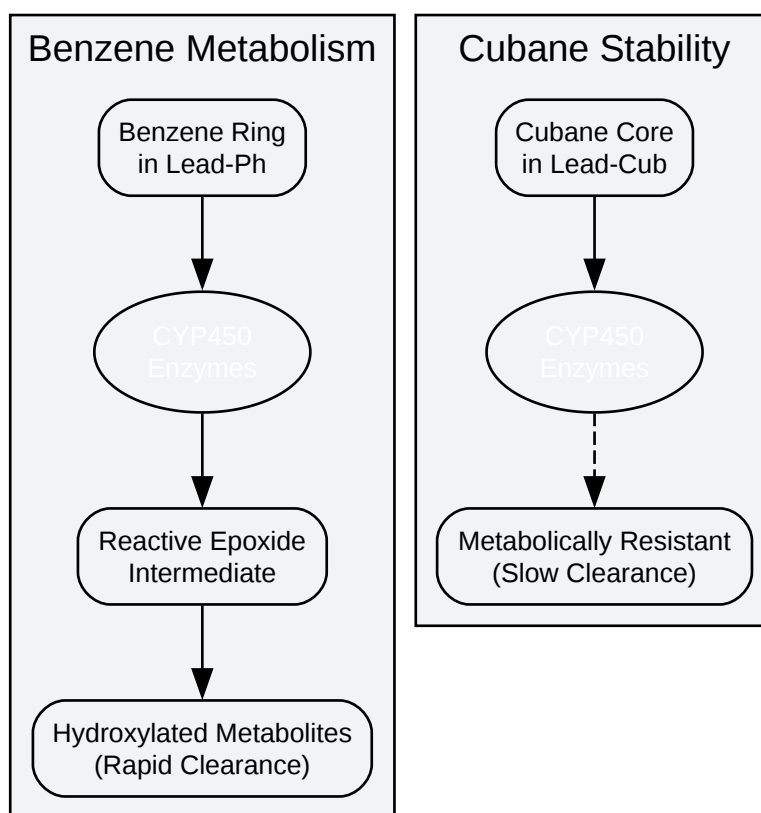 Benzene Metabolism
Benzene Ring
in Lead-Ph
CYP450
Enzymes
Reactive Epoxide
Intermediate
Hydroxylated Metabolites
(Rapid Clearance)
Cubane Stability
Cubane Core
in Lead-Cub
CYP450
Enzymes
Metabolically Resistant
(Slow Clearance)